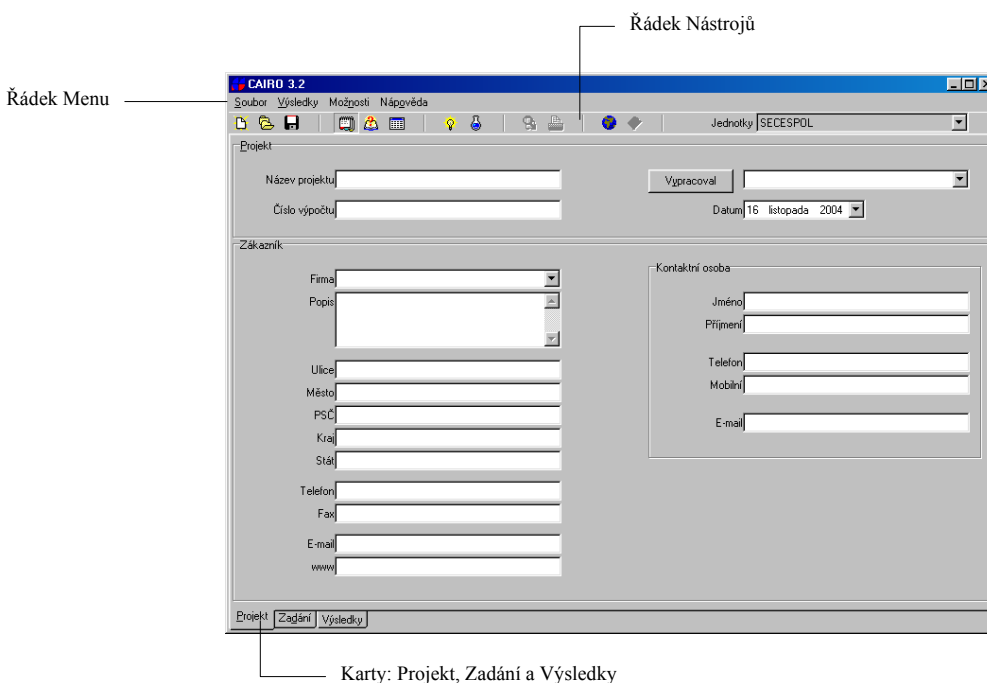 Řádek Nástrojů
Řádek Menu
CAIRO 3.2
Soubor Výsledky Možnosti Nápověda
Jednotky SECESPOL
Projekt
Název projektu
Vypracoval
Číslo výpočtu
Datum 16 listopada 2004
Zákazník
Kontaktní osoba
Firma
Popis
Jméno
Příjmení
Ulice
Telefon
Město
Mobilní
PSČ
E-mail
Kraj
Stát
Telefon
Fax
E-mail
www
Projekt Zadání Výsledky
Karty: Projekt, Zadání a Výsledky